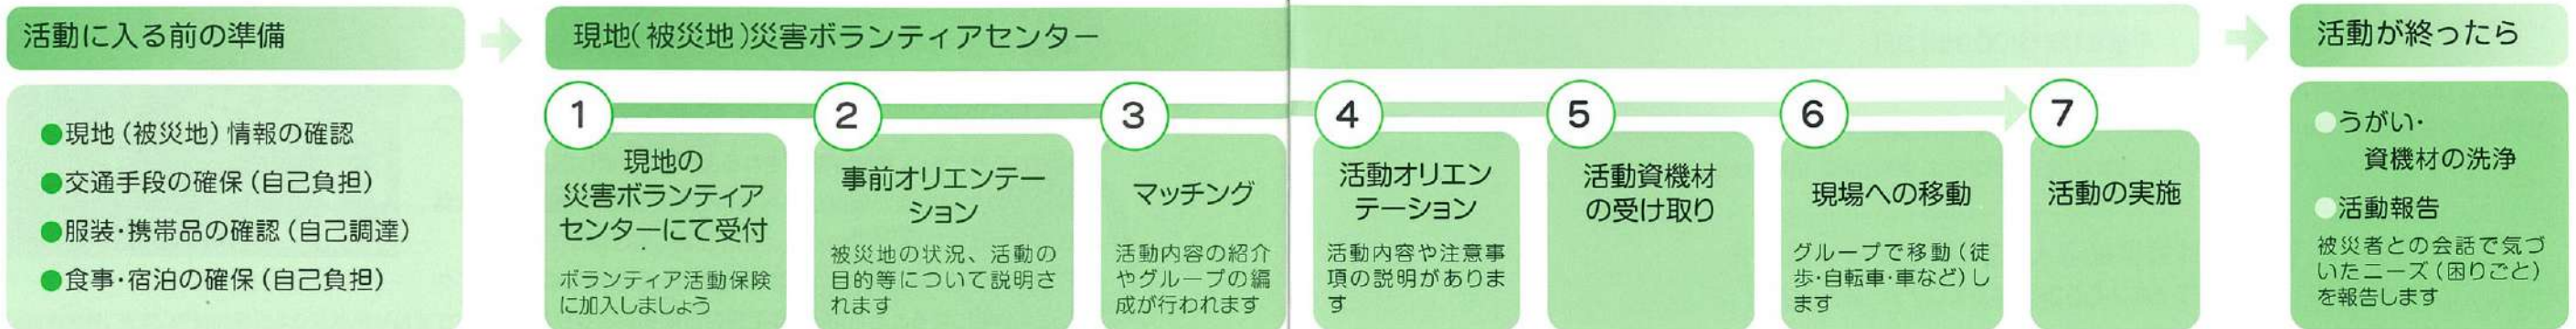 活動に入る前の準備
●現地(被災地)情報の確認
●交通手段の確保(自己負担)
●服装・携帯品の確認(自己調達)
●食事・宿泊の確保(自己負担)
現地(被災地)災害ボランティアセンター
1
現地の
災害ボランティア
センターにて受付
ボランティア活動保険
に加入しましょう
2
事前オリエンテー
ション
被災地の状況、活動の
目的等について説明さ
れます
3
マッチング
活動内容の紹介
やグループの編
成が行われます
4
活動オリエン
テーション
活動内容や注意事
項の説明がありま
す
5
活動資機材
の受け取り
6
現場への移動
グループで移動(徒
歩・自転車・車など)し
ます
7
活動の実施
活動が終ったら
●うがい・
資機材の洗浄
●活動報告
被災者との会話で気づ
いたニーズ(困りごと)
を報告します